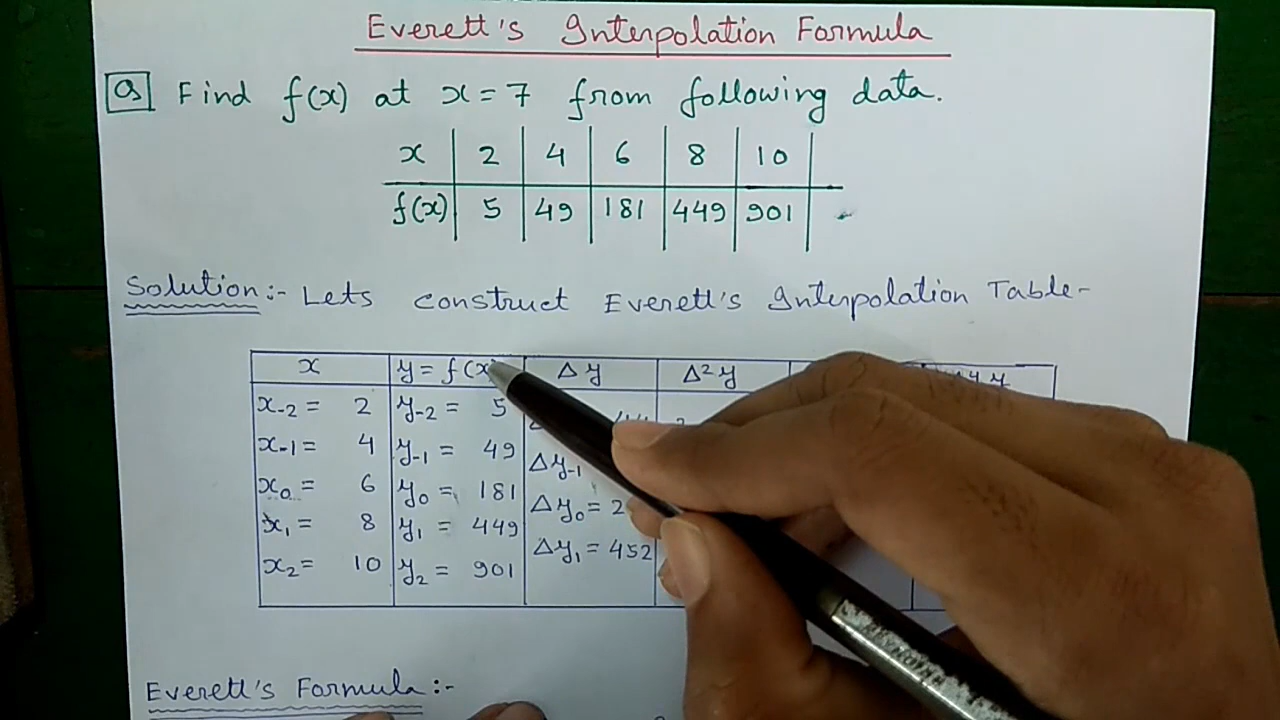 Everett's Interpolation Formula
Q Find f(x) at x = 7 from following data.
x 2 4 6 8 10
f(x) 5 49 181 449 901
Solution:- Lets construct Everett's Interpolation Table-
x y = f(x) Δy Δ²y Δ⁴y
x₋₂ = 2 y₋₂ = 5
x₋₁ = 4 y₋₁ = 49 Δy₋₁
x₀ = 6 y₀ = 181 Δy₀ = 2
x₁ = 8 y₁ = 449 Δy₁ = 452
x₂ = 10 y₂ = 901
Everett's Formula:-